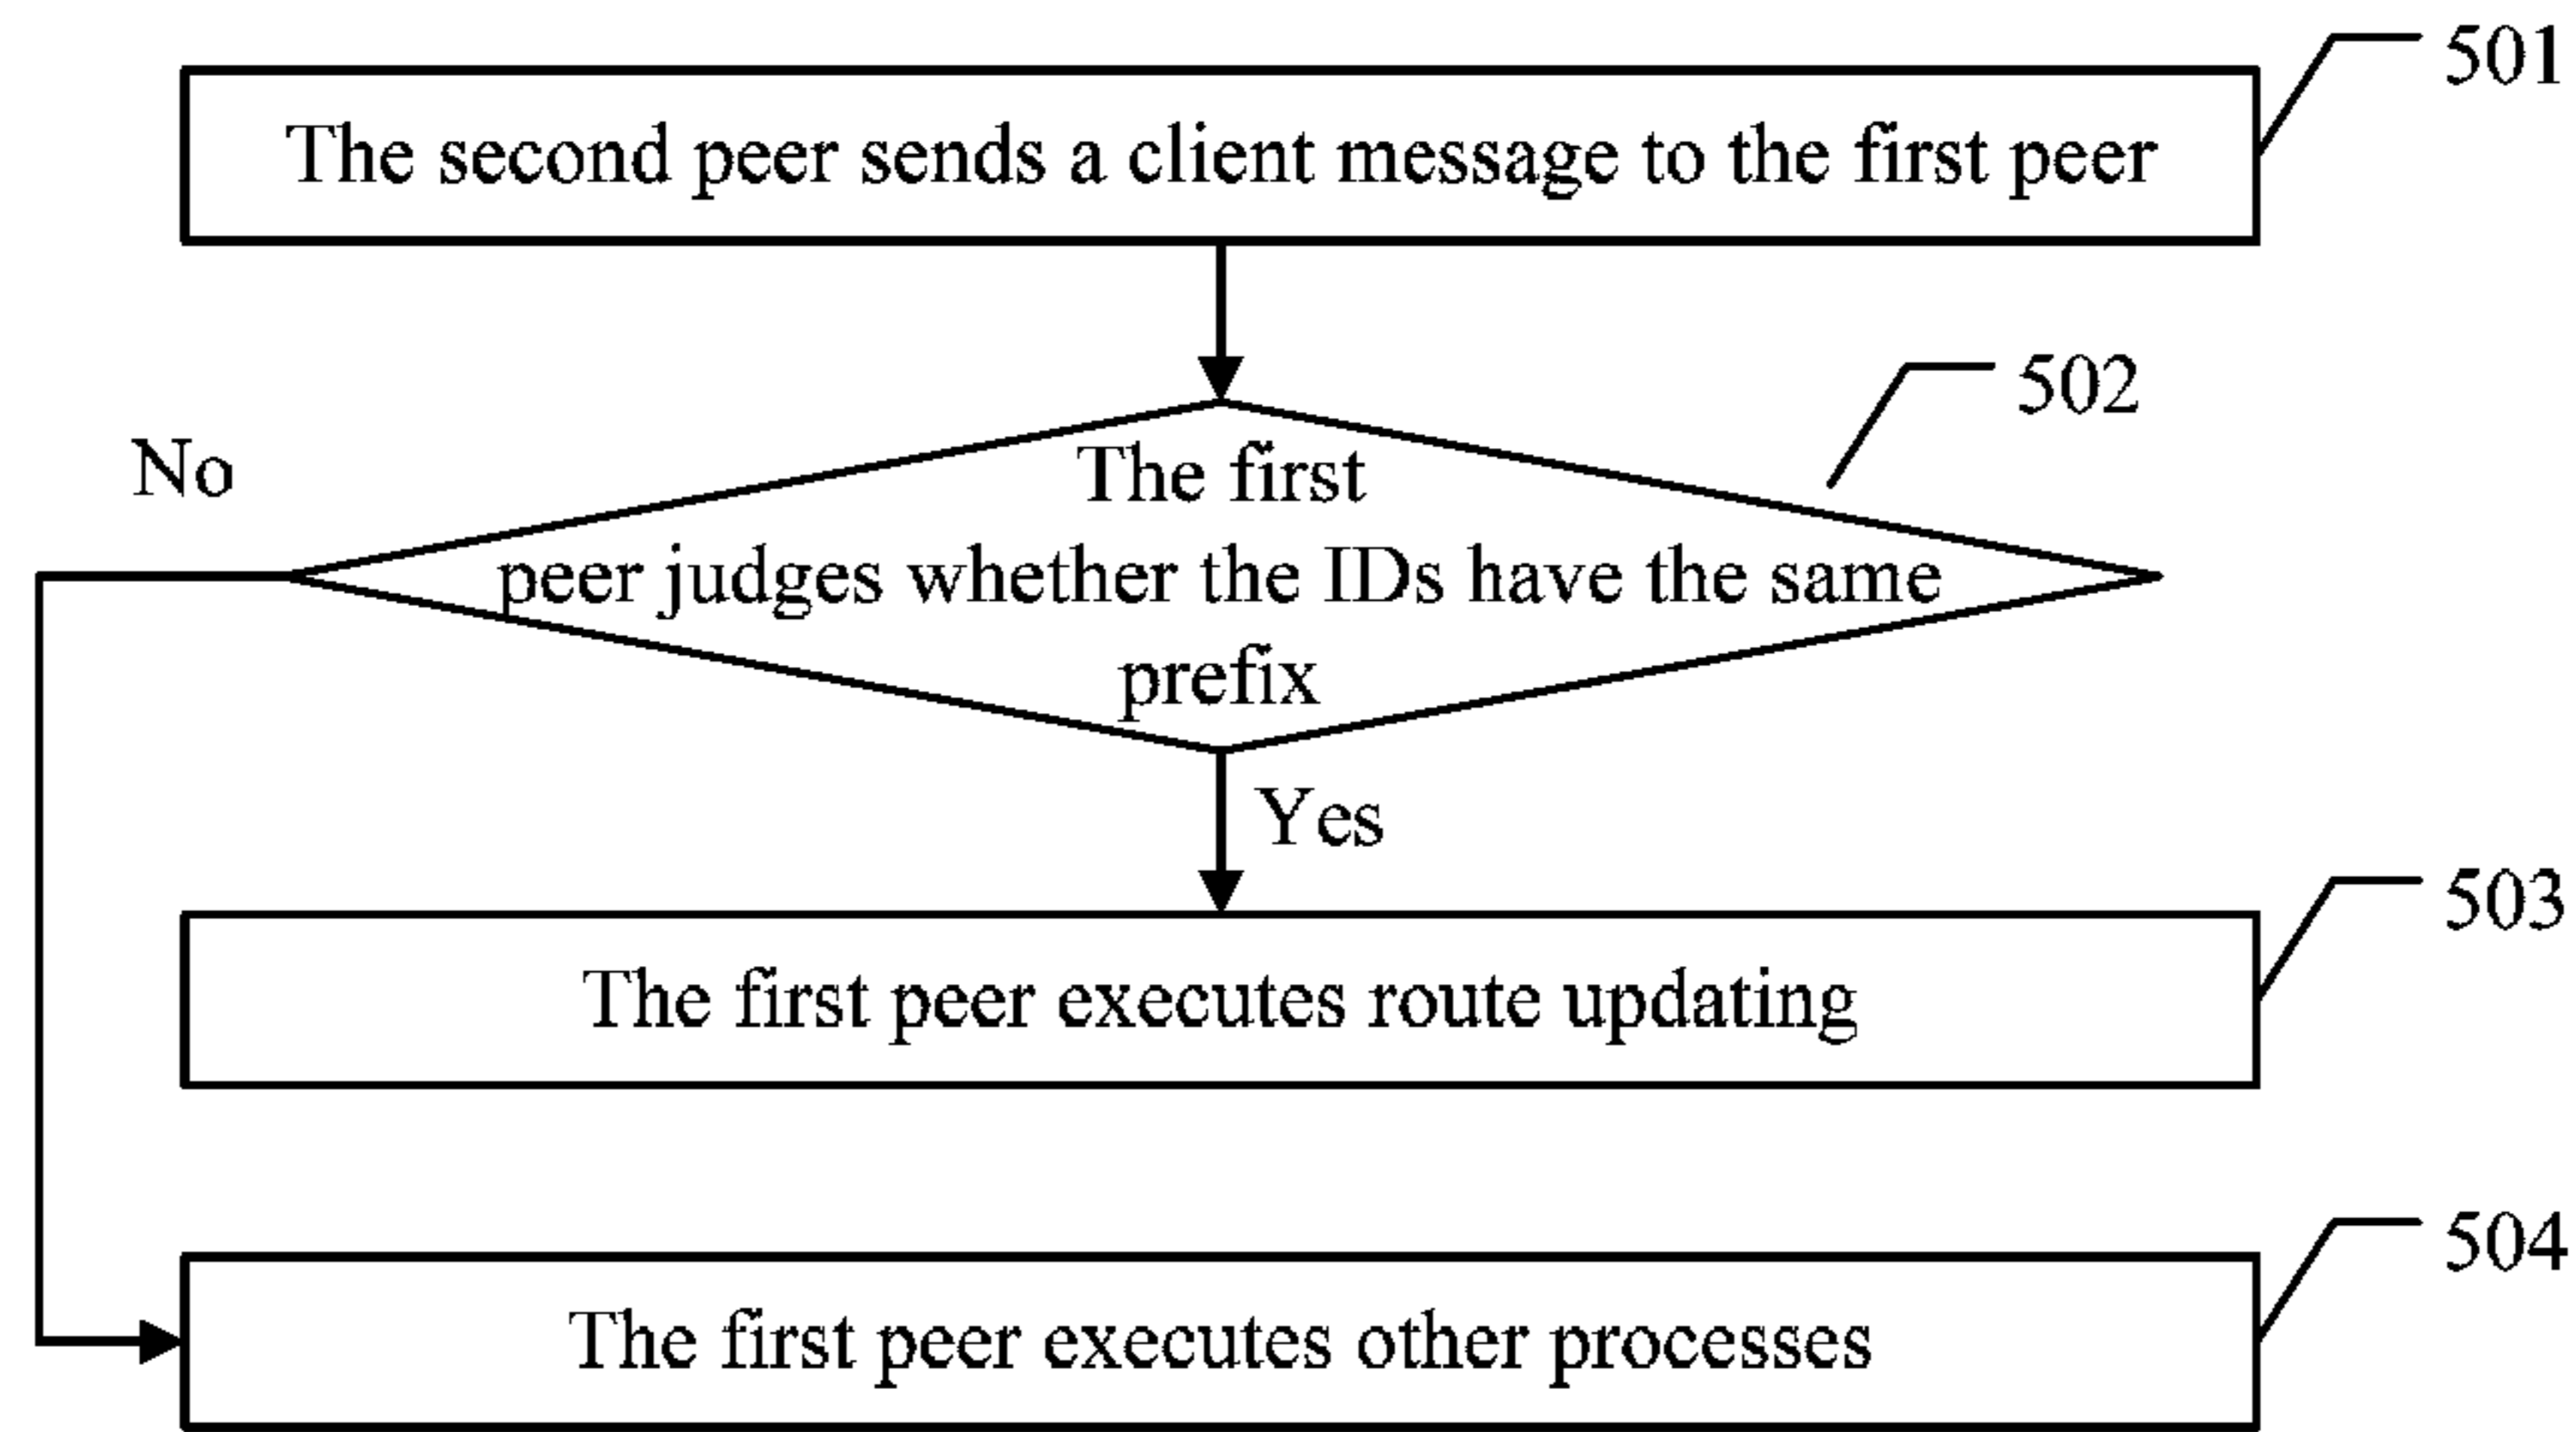 501
The second peer sends a client message to the first peer
502
No
The first
peer judges whether the IDs have the same
prefix
Yes
503
The first peer executes route updating
504
The first peer executes other processes